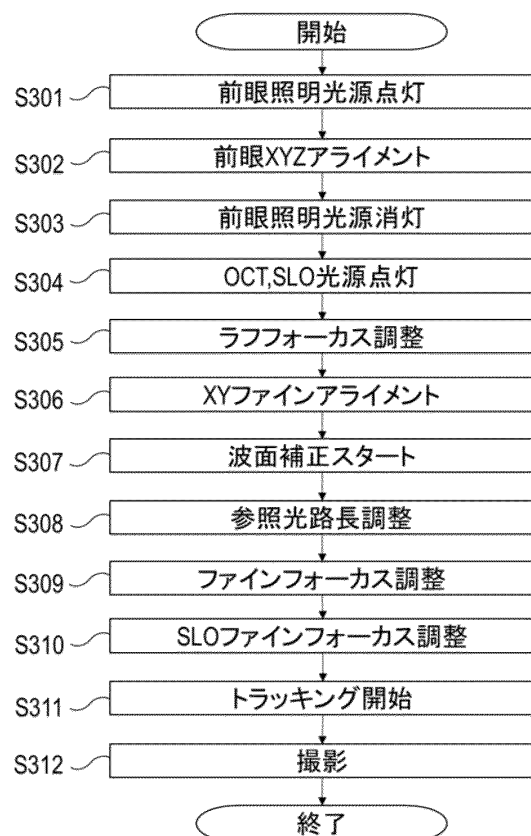 開始
S301 前眼照明光源点灯
S302 前眼XYZアライメント
S303 前眼照明光源消灯
S304 OCT,SLO光源点灯
S305 ラフフォーカス調整
S306 XYファインアライメント
S307 波面補正スタート
S308 参照光路長調整
S309 ファインフォーカス調整
S310 SLOファインフォーカス調整
S311 トラッキング開始
S312 撮影
終了